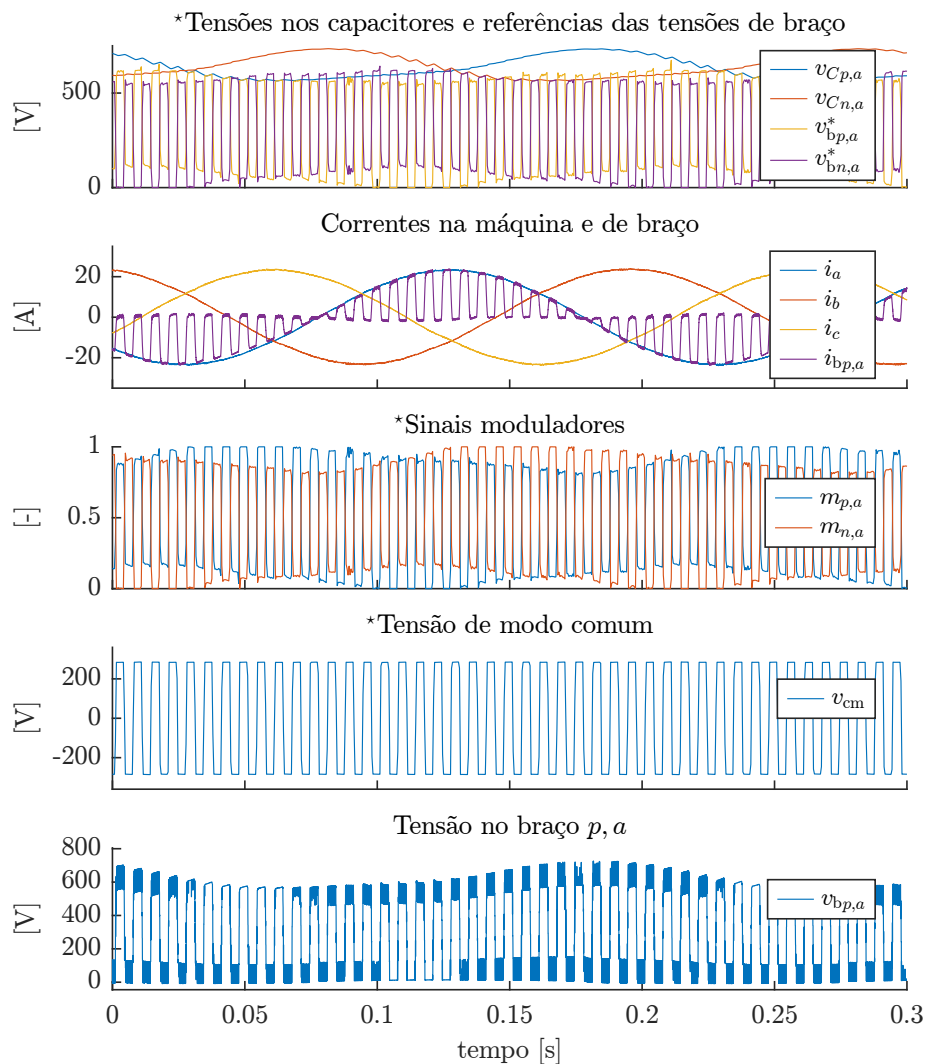 ⋆Tensões nos capacitores e referências das tensões de braço
500
0
[V]
v_{Cp,a}
v_{Cn,a}
v*_{bp,a}
v*_{bn,a}
Correntes na máquina e de braço
20
0
-20
[A]
i_a
i_b
i_c
i_{bp,a}
⋆Sinais moduladores
1
0.5
0
[-]
m_{p,a}
m_{n,a}
⋆Tensão de modo comum
200
0
-200
[V]
v_{cm}
Tensão no braço p, a
800
600
400
200
0
[V]
v_{bp,a}
0 0.05 0.1 0.15 0.2 0.25 0.3
tempo [s]